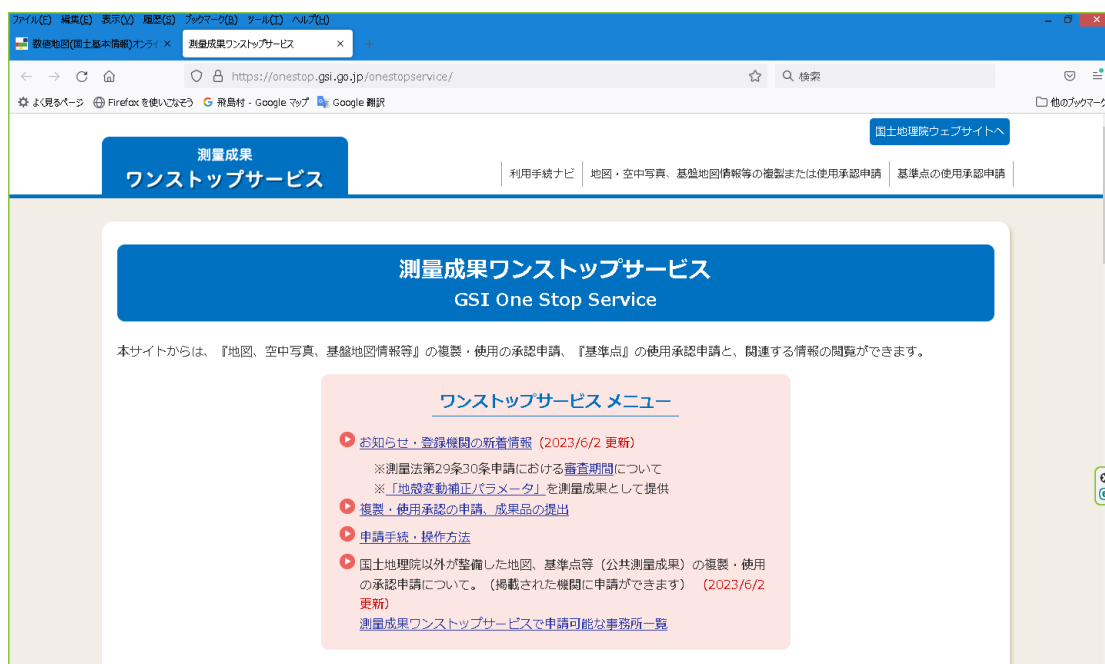 ファイル(F) 編集(E) 表示(V) 履歴(S) ブックマーク(B) ツール(T) ヘルプ(H)
数値地図(国土基本情報)オンライ × 測量成果ワンストップサービス ×
https://onestop.gsi.go.jp/onestopservice/ 検索
よく見るページ Firefox を使いこなそう 飛島村 - Google マップ Google 翻訳 他のブックマーク
国土地理院ウェブサイトへ
測量成果
ワンストップサービス
利用手続ナビ 地図・空中写真、基盤地図情報等の複製または使用承認申請 基準点の使用承認申請
測量成果ワンストップサービス
GSI One Stop Service
本サイトからは、『地図、空中写真、基盤地図情報等』の複製・使用の承認申請、『基準点』の使用承認申請と、関連する情報の閲覧ができます。
ワンストップサービス メニュー
お知らせ・登録機関の新着情報（2023/6/2 更新）
※測量法第29条30条申請における審査期間について
※「地殻変動補正パラメータ」を測量成果として提供
複製・使用承認の申請、成果品の提出
申請手続・操作方法
国土地理院以外が整備した地図、基準点等（公共測量成果）の複製・使用
の承認申請について。（掲載された機関に申請ができます）（2023/6/2
更新）
測量成果ワンストップサービスで申請可能な事務所一覧